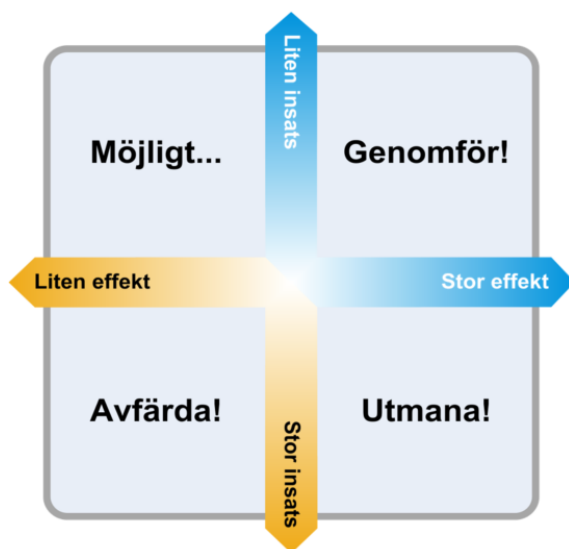 Liten insats
Möjligt...
Genomför!
Liten effekt
Stor effekt
Avfärda!
Utmana!
Stor insats